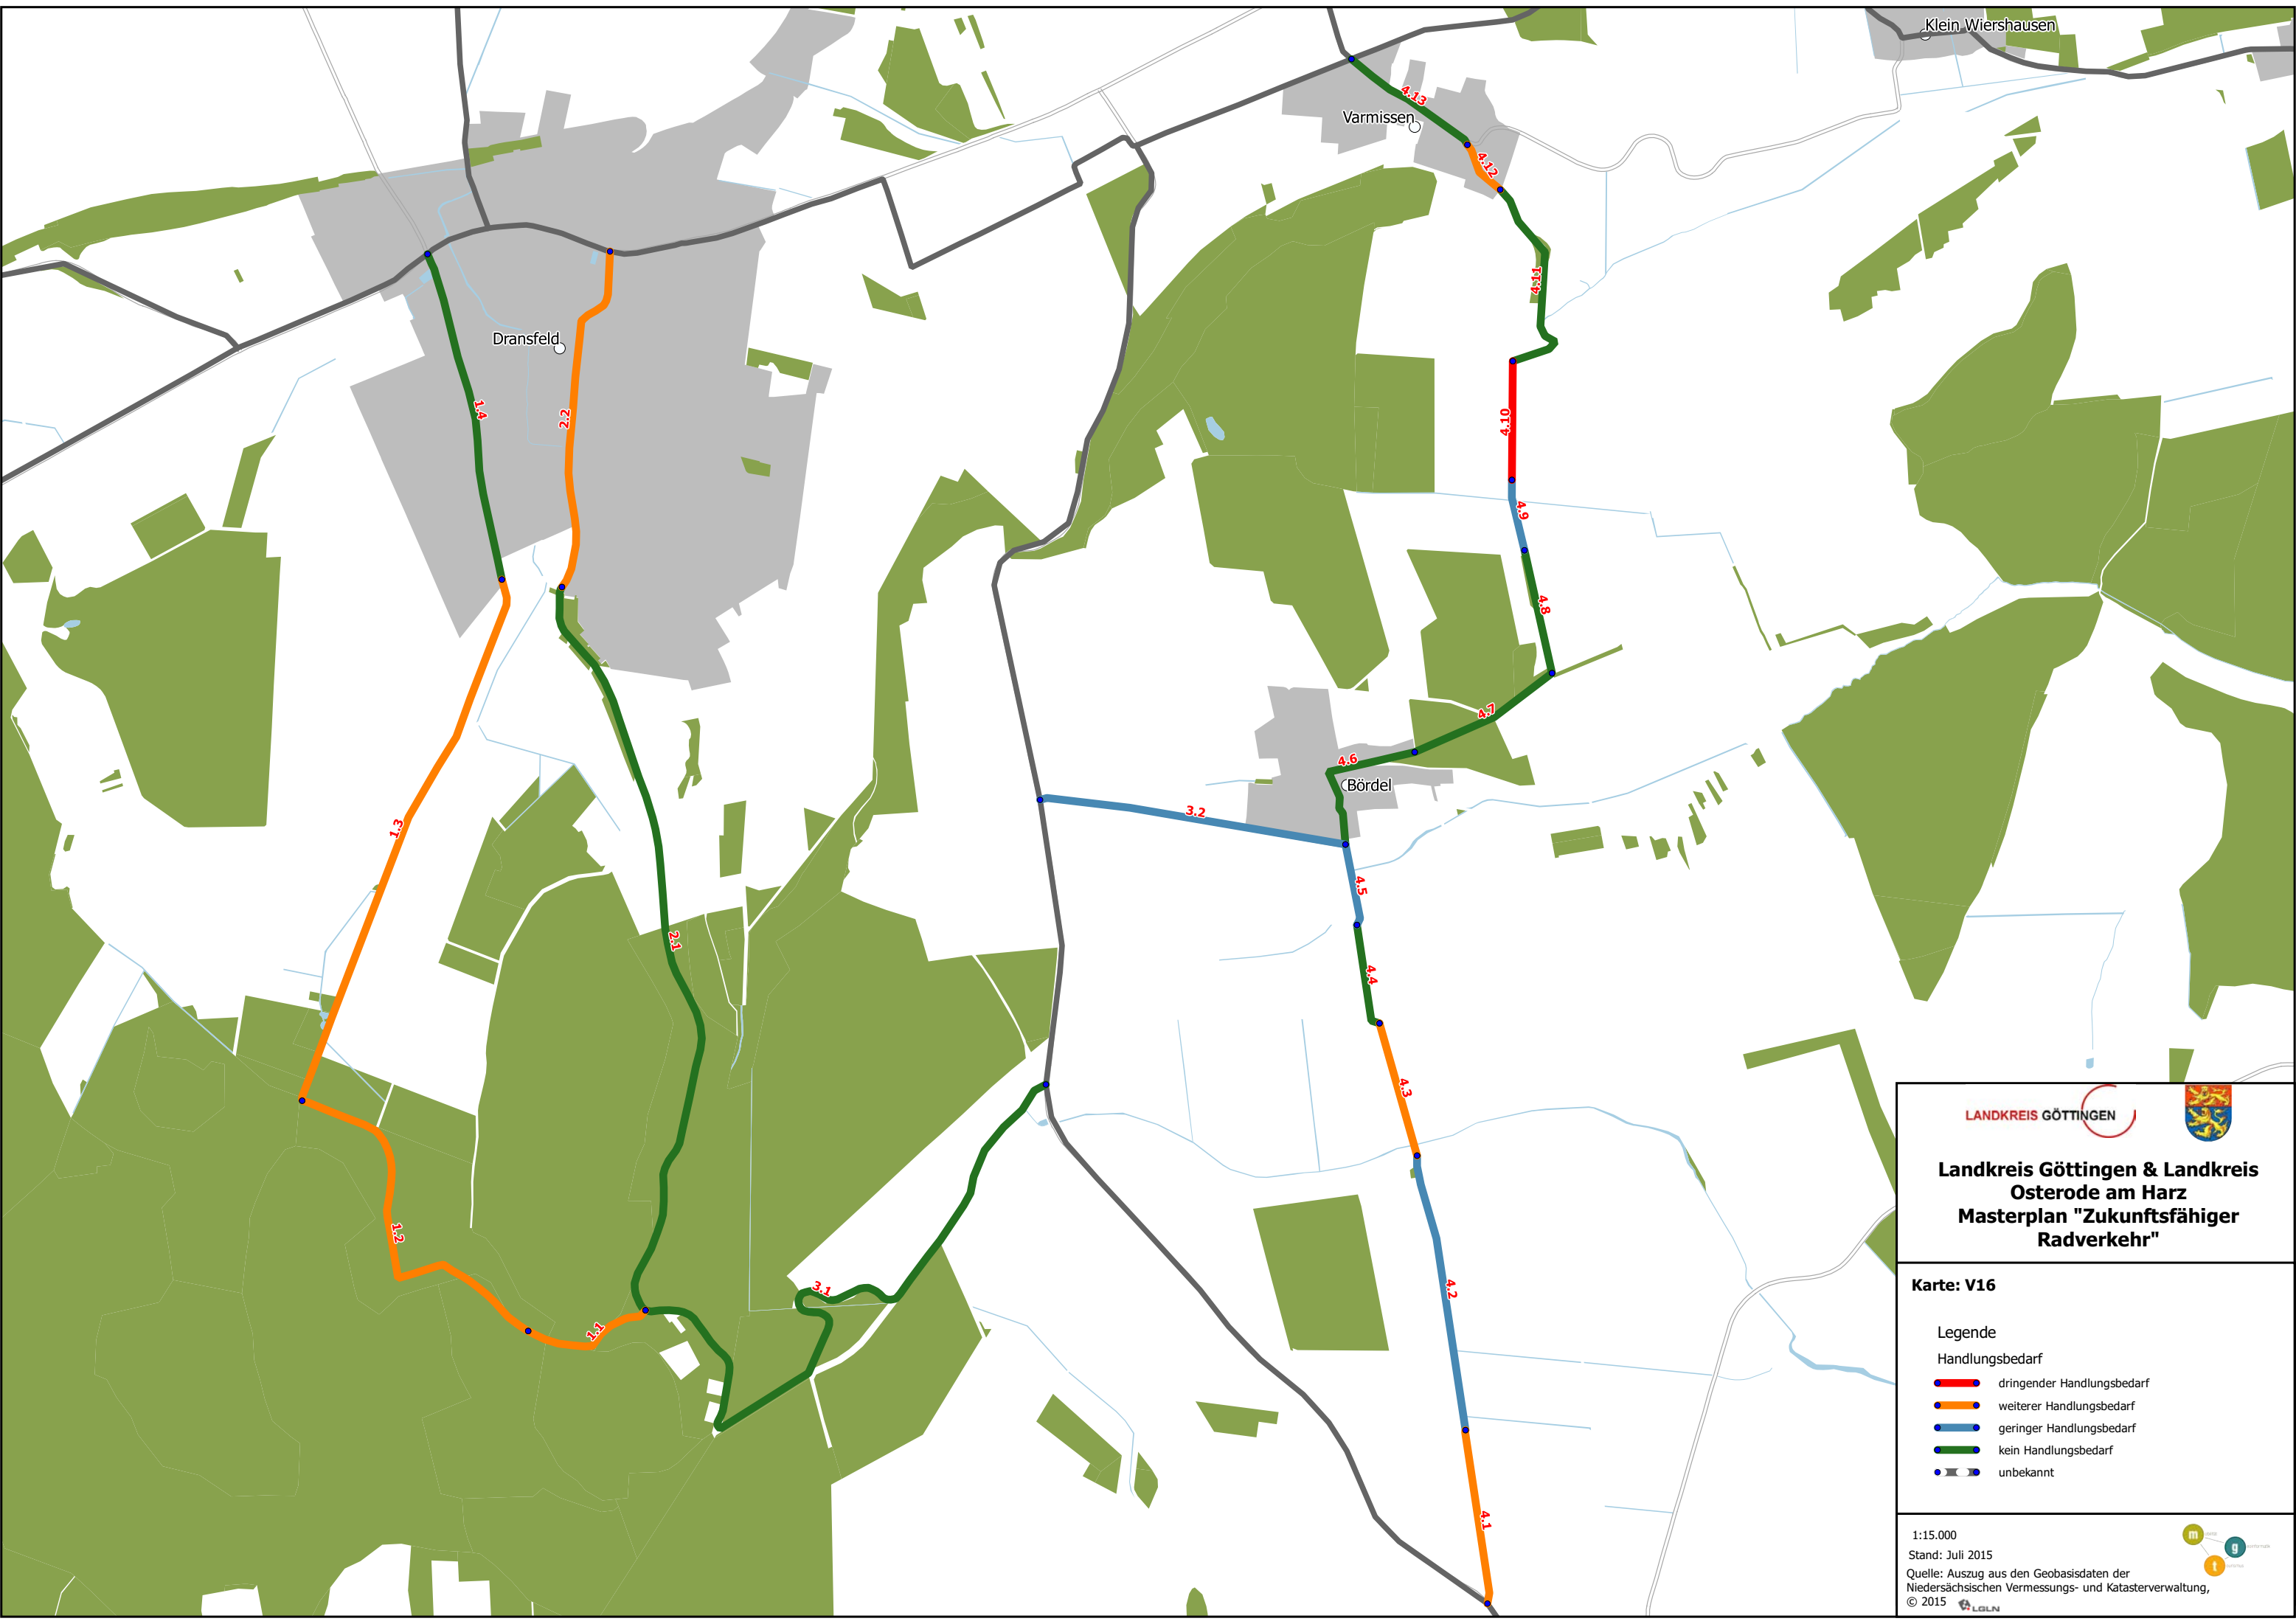 Klein Wiershausen
4.13
Varmissen
4.12
4.11
Dransfeld
1.4
2.2
4.10
4.9
4.8
4.7
4.6
Bördel
3.2
1.3
4.5
2.1
4.4
4.3
1.2
4.2
3.1
1.1
4.1
LANDKREIS GÖTTINGEN
Landkreis Göttingen & Landkreis
Osterode am Harz
Masterplan "Zukunftsfähiger
Radverkehr"
Karte: V16
Legende
Handlungsbedarf
dringender Handlungsbedarf
weiterer Handlungsbedarf
geringer Handlungsbedarf
kein Handlungsbedarf
unbekannt
1:15.000
Stand: Juli 2015
Quelle: Auszug aus den Geobasisdaten der
Niedersächsischen Vermessungs- und Katasterverwaltung,
© 2015 LGLN
m
g
t